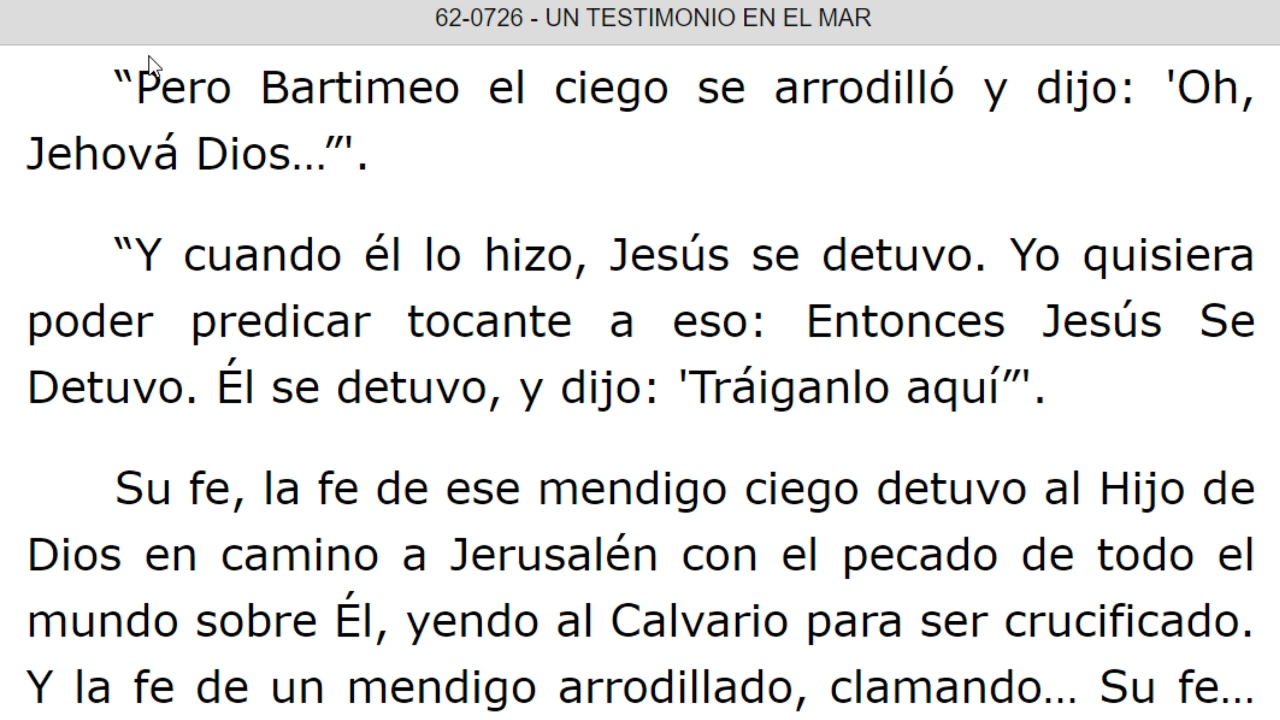 62-0726 - UN TESTIMONIO EN EL MAR
“Pero Bartimeo el ciego se arrodilló y dijo: 'Oh,
Jehová Dios…”'.
“Y cuando él lo hizo, Jesús se detuvo. Yo quisiera
poder predicar tocante a eso: Entonces Jesús Se
Detuvo. Él se detuvo, y dijo: 'Tráiganlo aquí”'.
Su fe, la fe de ese mendigo ciego detuvo al Hijo de
Dios en camino a Jerusalén con el pecado de todo el
mundo sobre Él, yendo al Calvario para ser crucificado.
Y la fe de un mendigo arrodillado, clamando… Su fe…